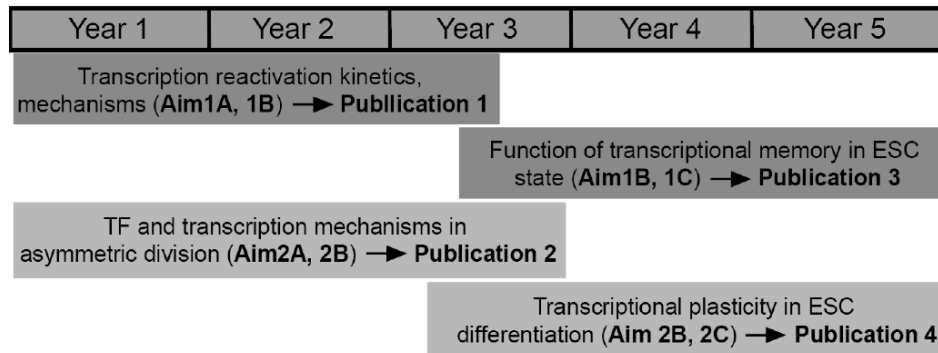 Year 1 Year 2 Year 3 Year 4 Year 5
Transcription reactivation kinetics,
mechanisms (Aim1A, 1B) → Publlication 1
Function of transcriptional memory in ESC
state (Aim1B, 1C) → Publication 3
TF and transcription mechanisms in
asymmetric division (Aim2A, 2B) → Publication 2
Transcriptional plasticity in ESC
differentiation (Aim 2B, 2C) → Publication 4